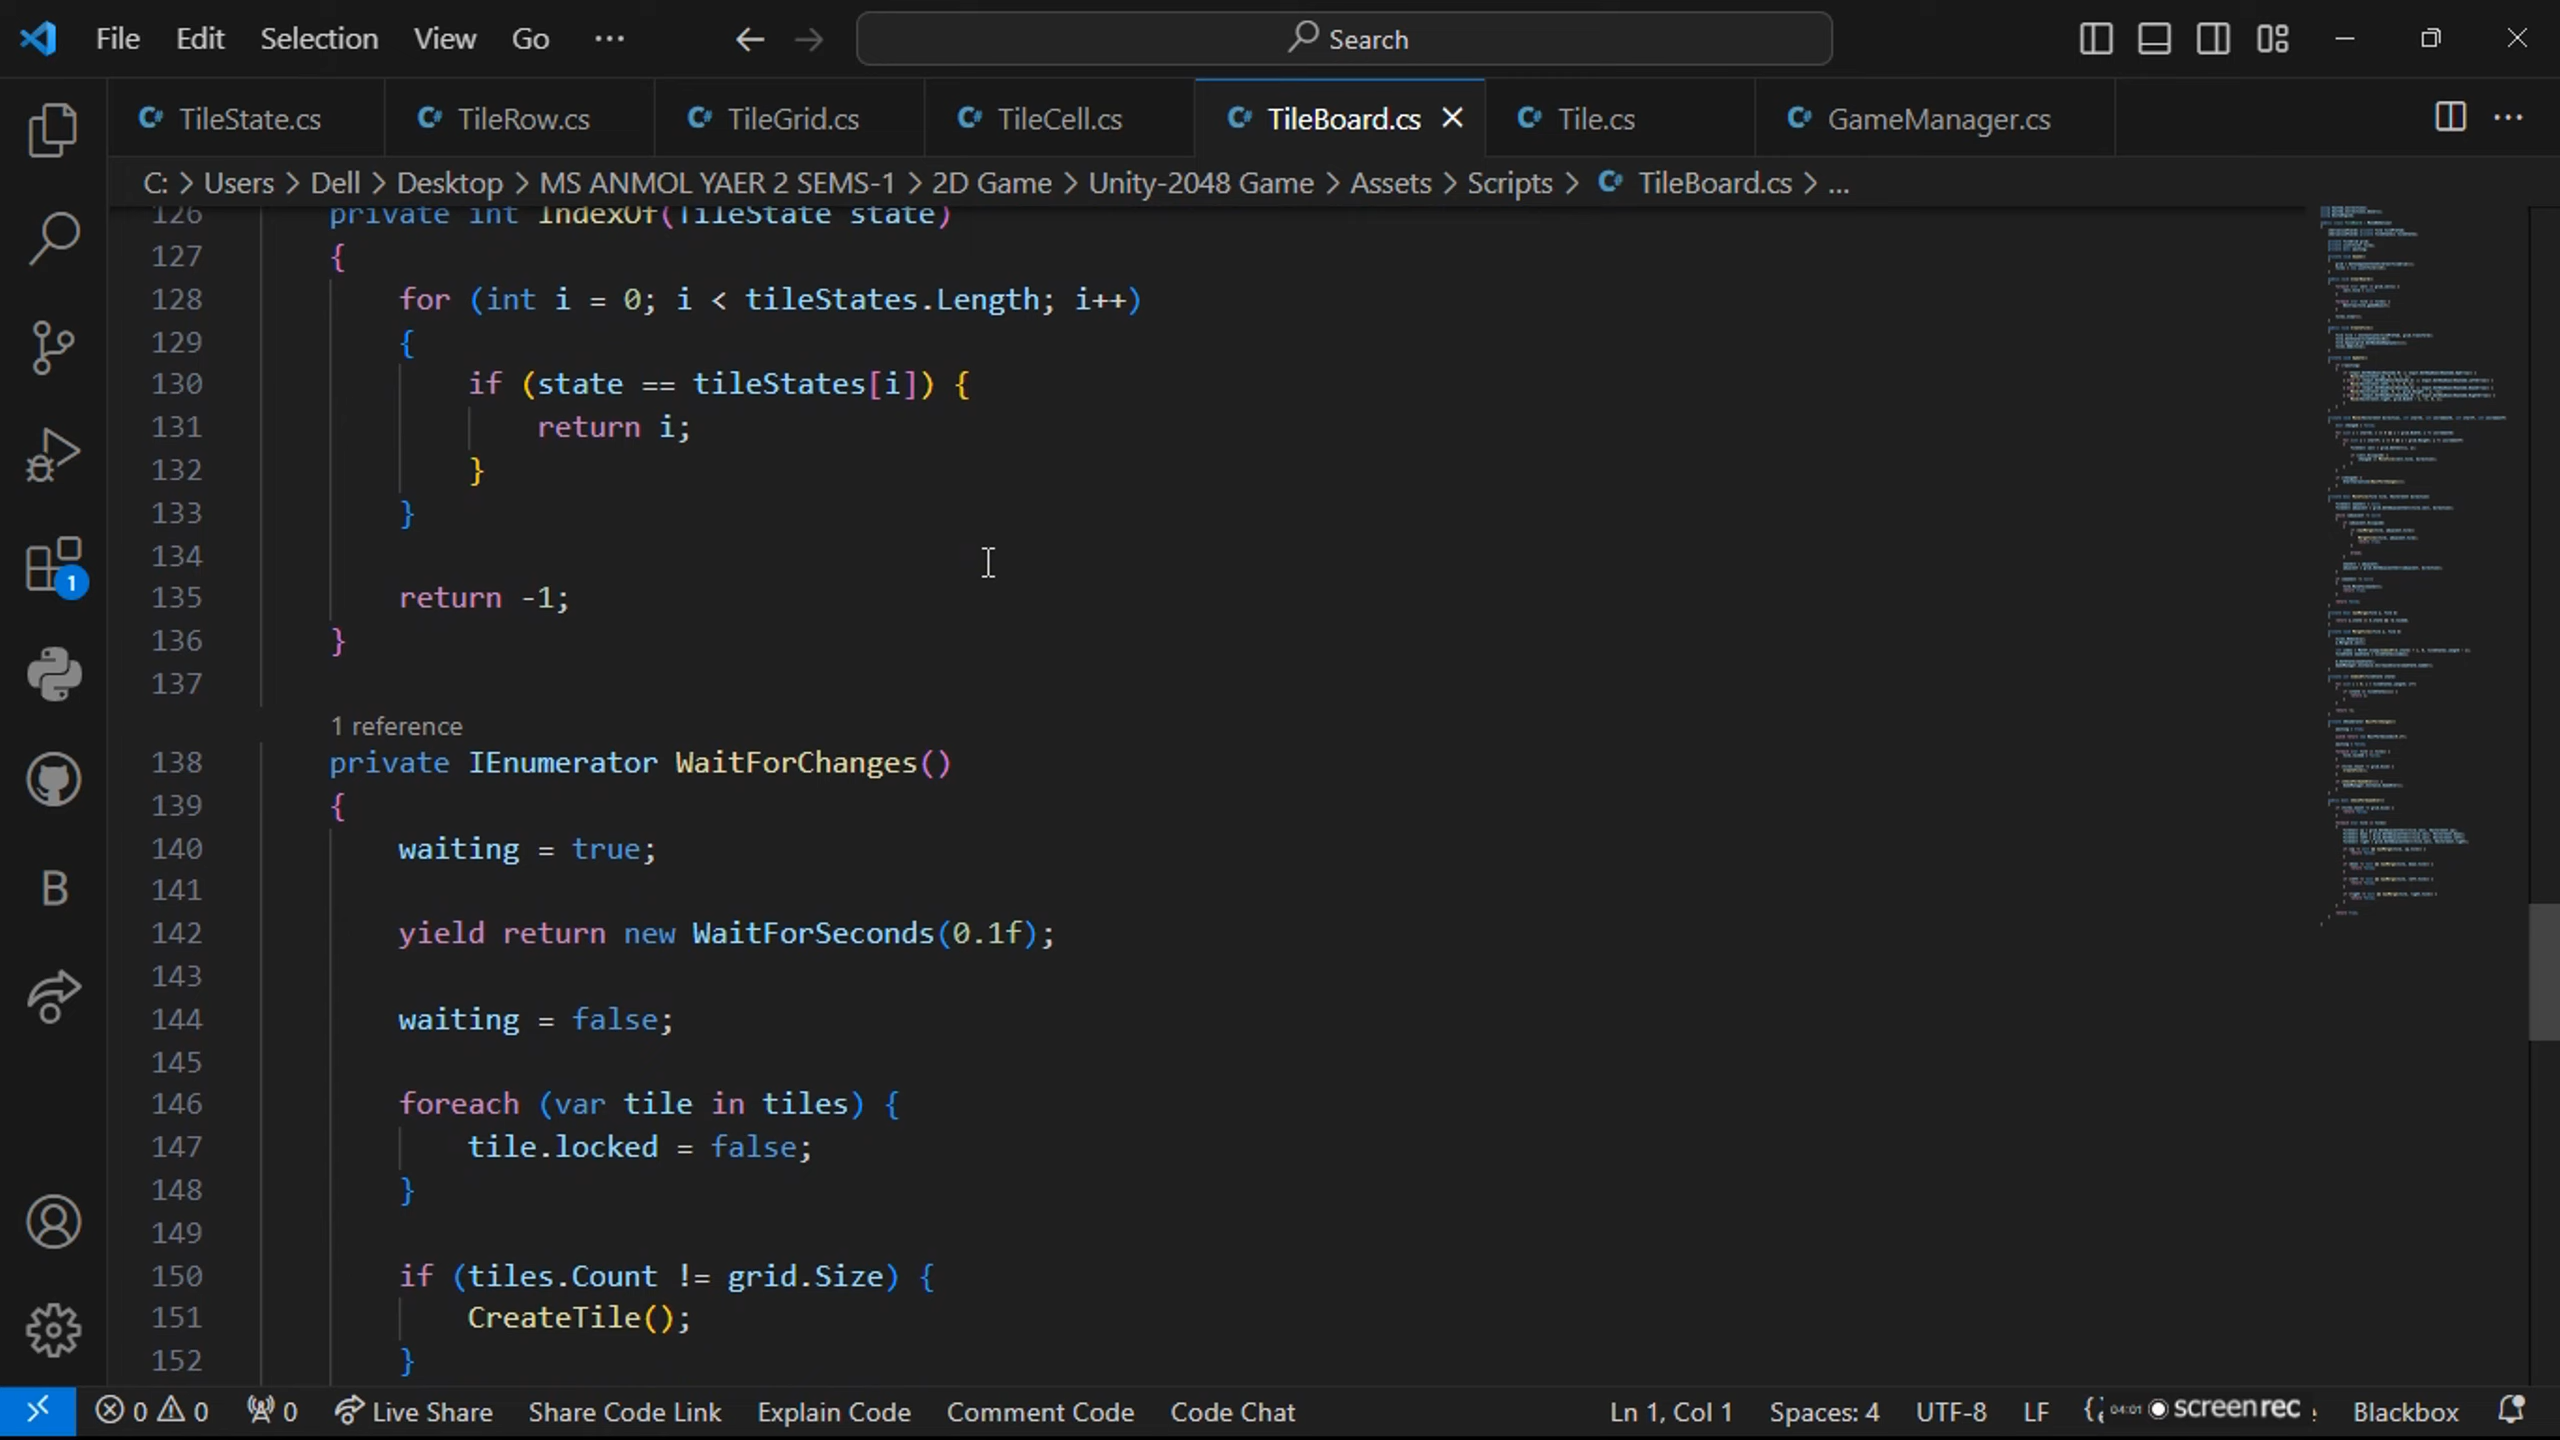 File Edit Selection View Go ··· Search
TileState.cs TileRow.cs TileGrid.cs TileCell.cs TileBoard.cs Tile.cs GameManager.cs
C: > Users > Dell > Desktop > MS ANMOL YAER 2 SEMS-1 > 2D Game > Unity-2048 Game > Assets > Scripts > TileBoard.cs > ...
126 private int IndexOf(TileState state)
127 {
128 for (int i = 0; i < tileStates.Length; i++)
129 {
130 if (state == tileStates[i]) {
131 return i;
132 }
133 }
134
135 return -1;
136 }
137
1 reference
138 private IEnumerator WaitForChanges()
139 {
140 waiting = true;
141
142 yield return new WaitForSeconds(0.1f);
143
144 waiting = false;
145
146 foreach (var tile in tiles) {
147 tile.locked = false;
148 }
149
150 if (tiles.Count != grid.Size) {
151 CreateTile();
152 }
1
B
0 0 0 Live Share Share Code Link Explain Code Comment Code Code Chat Ln 1, Col 1 Spaces: 4 UTF-8 LF 04:01 screenrec Blackbox